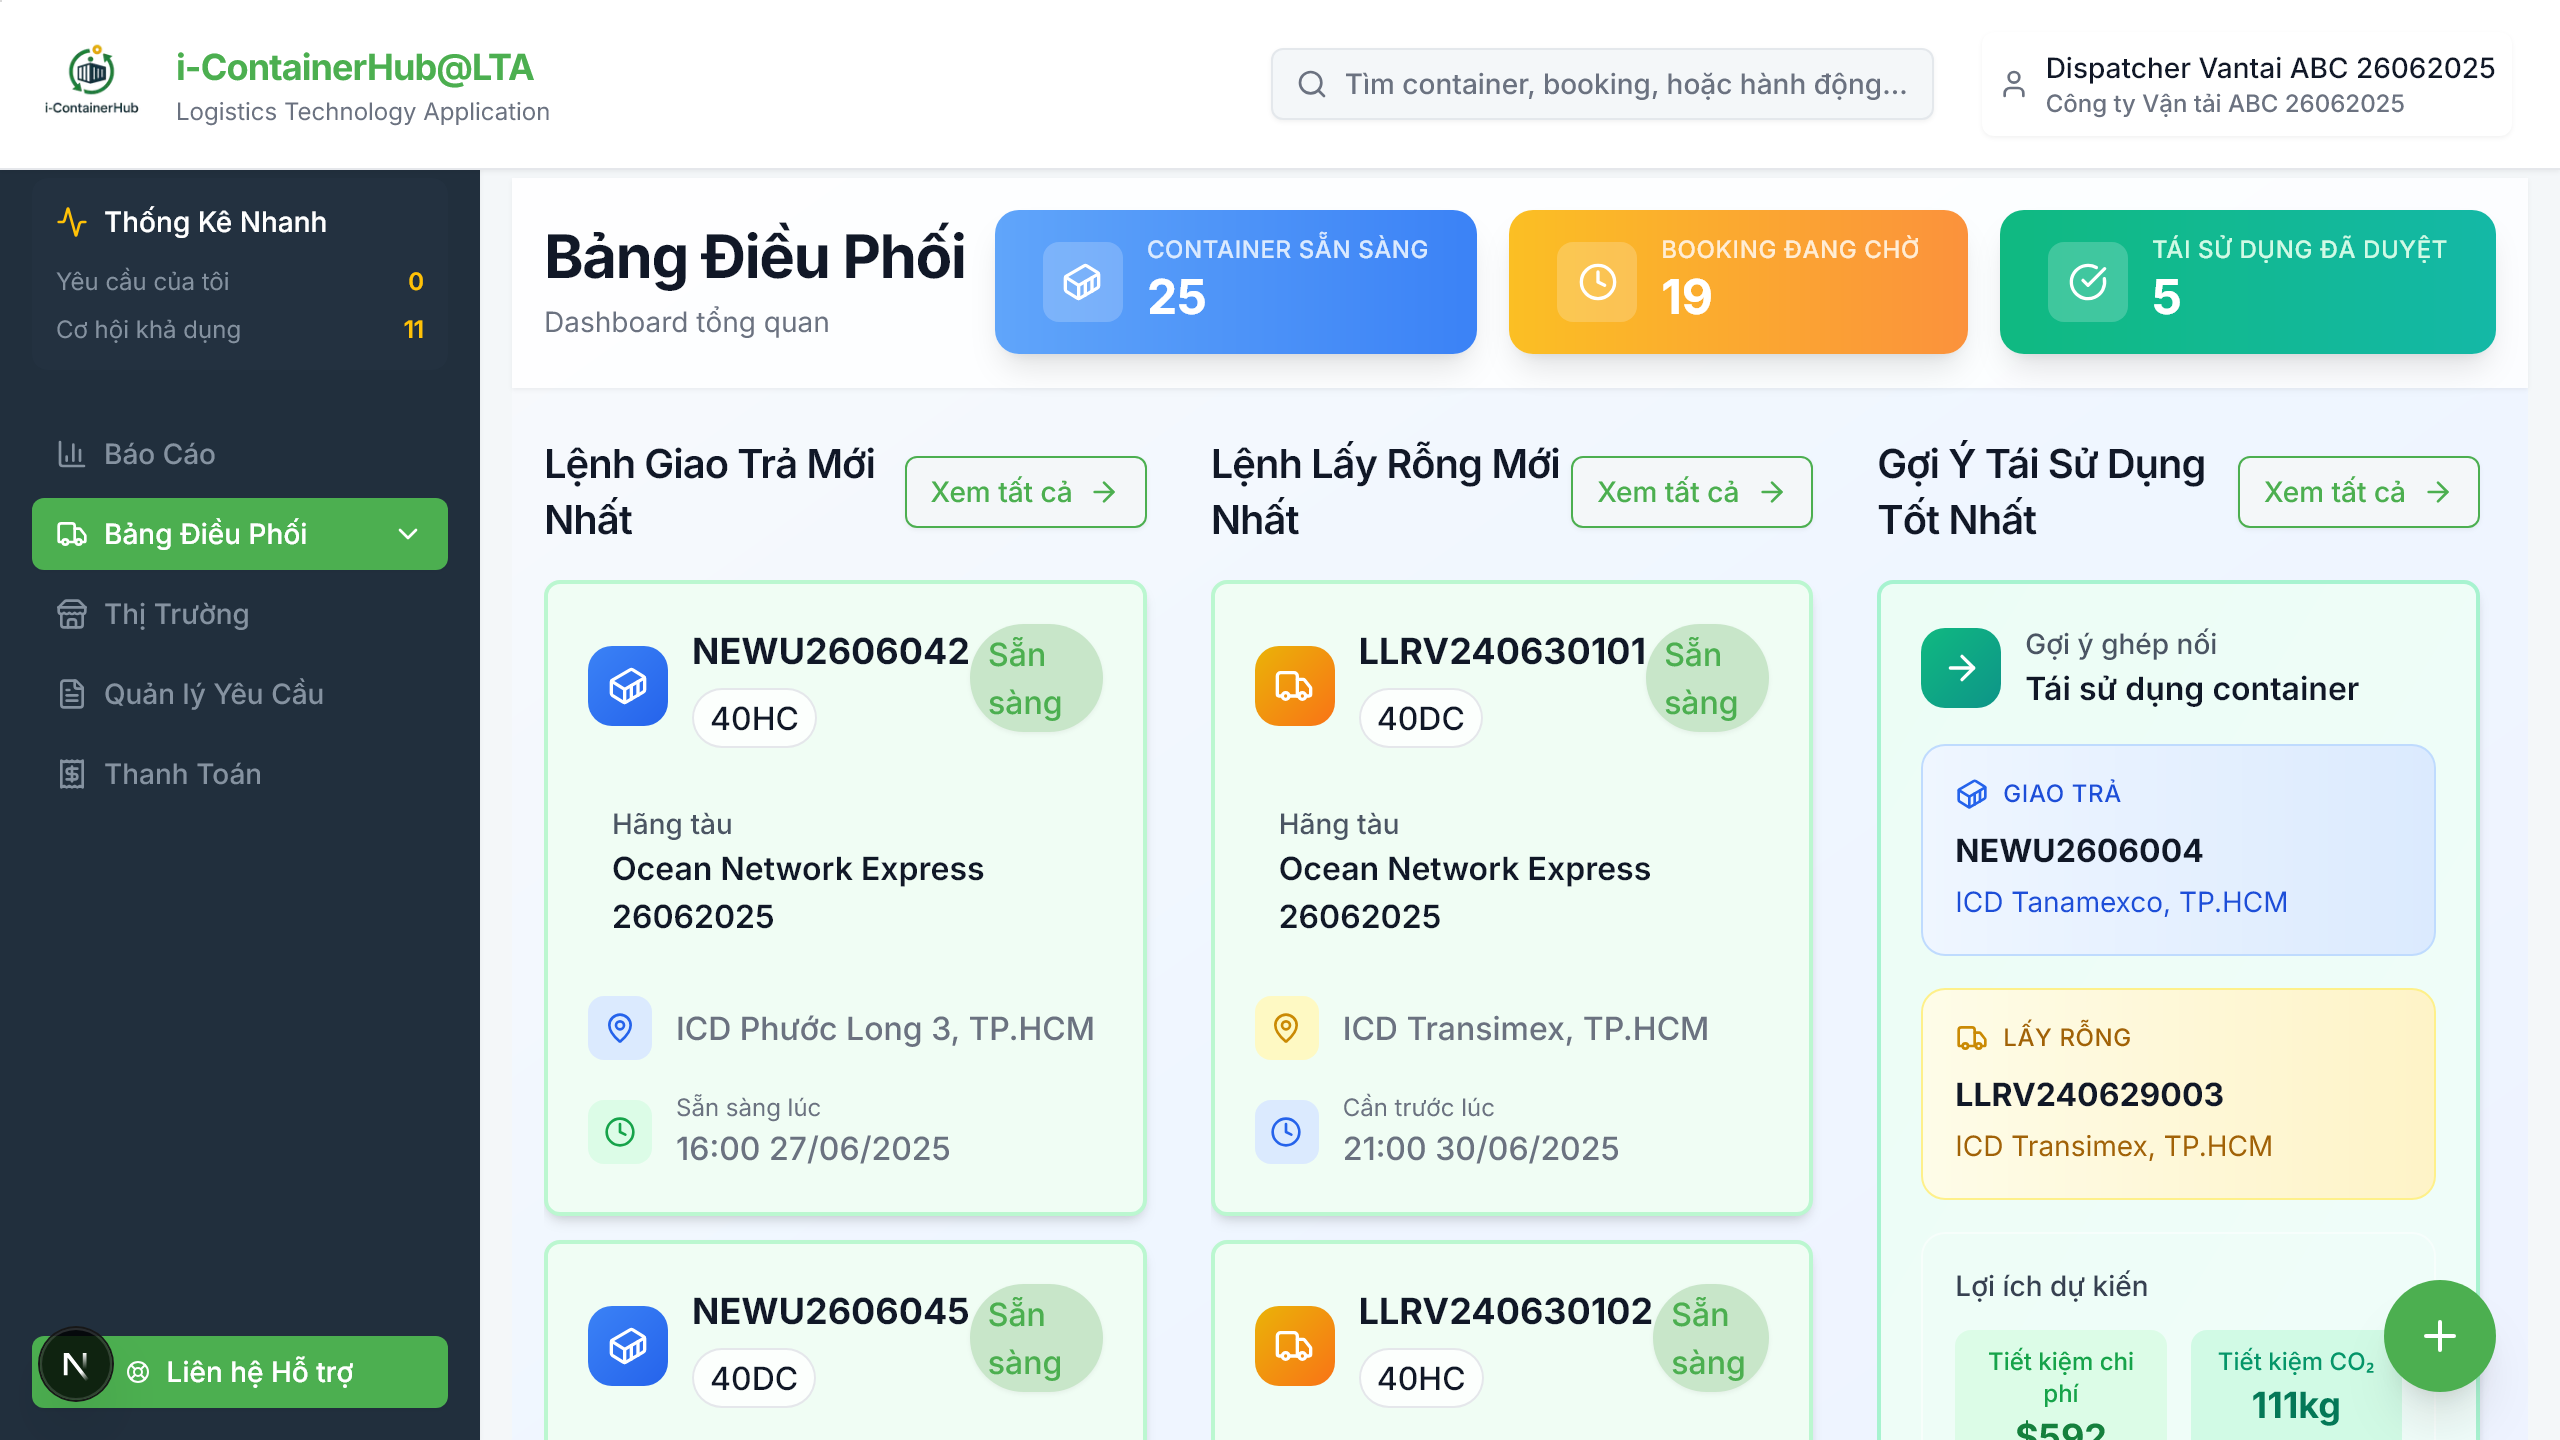 i-ContainerHub
i-ContainerHub@LTA
Logistics Technology Application
Tìm container, booking, hoặc hành động...
Dispatcher Vantai ABC 26062025
Công ty Vận tải ABC 26062025
Thống Kê Nhanh
Yêu cầu của tôi 0
Cơ hội khả dụng 11
Báo Cáo
Bảng Điều Phối
Thị Trường
Quản lý Yêu Cầu
Thanh Toán
N
Liên hệ Hỗ trợ
Bảng Điều Phối
Dashboard tổng quan
CONTAINER SẴN SÀNG
25
BOOKING ĐANG CHỜ
19
TÁI SỬ DỤNG ĐÃ DUYỆT
5
Lệnh Giao Trả Mới
Nhất
Xem tất cả
NEWU2606042
Sẵn
sàng
40HC
Hãng tàu
Ocean Network Express
26062025
ICD Phước Long 3, TP.HCM
Sẵn sàng lúc
16:00 27/06/2025
NEWU2606045
Sẵn
sàng
40DC
Lệnh Lấy Rỗng Mới
Nhất
Xem tất cả
LLRV240630101
Sẵn
sàng
40DC
Hãng tàu
Ocean Network Express
26062025
ICD Transimex, TP.HCM
Cần trước lúc
21:00 30/06/2025
LLRV240630102
Sẵn
sàng
40HC
Gợi Ý Tái Sử Dụng
Tốt Nhất
Xem tất cả
Gợi ý ghép nối
Tái sử dụng container
GIAO TRẢ
NEWU2606004
ICD Tanamexco, TP.HCM
LẤY RỖNG
LLRV240629003
ICD Transimex, TP.HCM
Lợi ích dự kiến
Tiết kiệm chi
phí
$592
Tiết kiệm CO₂
111kg